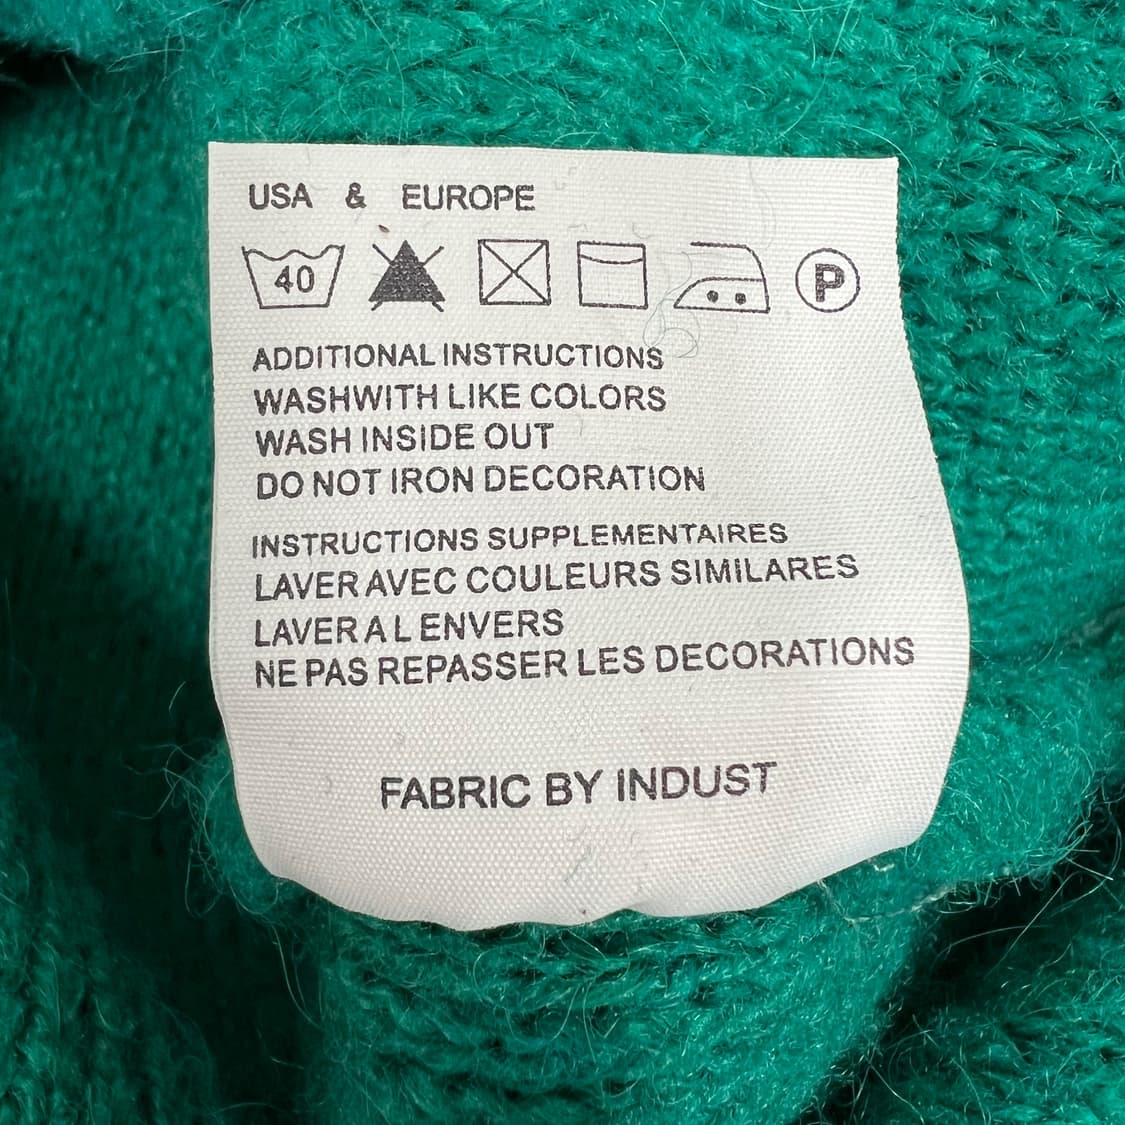 USA & EUROPE
40 P
ADDITIONAL INSTRUCTIONS
WASHWITH LIKE COLORS
WASH INSIDE OUT
DO NOT IRON DECORATION
INSTRUCTIONS SUPPLEMENTAIRES
LAVER AVEC COULEURS SIMILARES
LAVER A L ENVERS
NE PAS REPASSER LES DECORATIONS
FABRIC BY INDUST